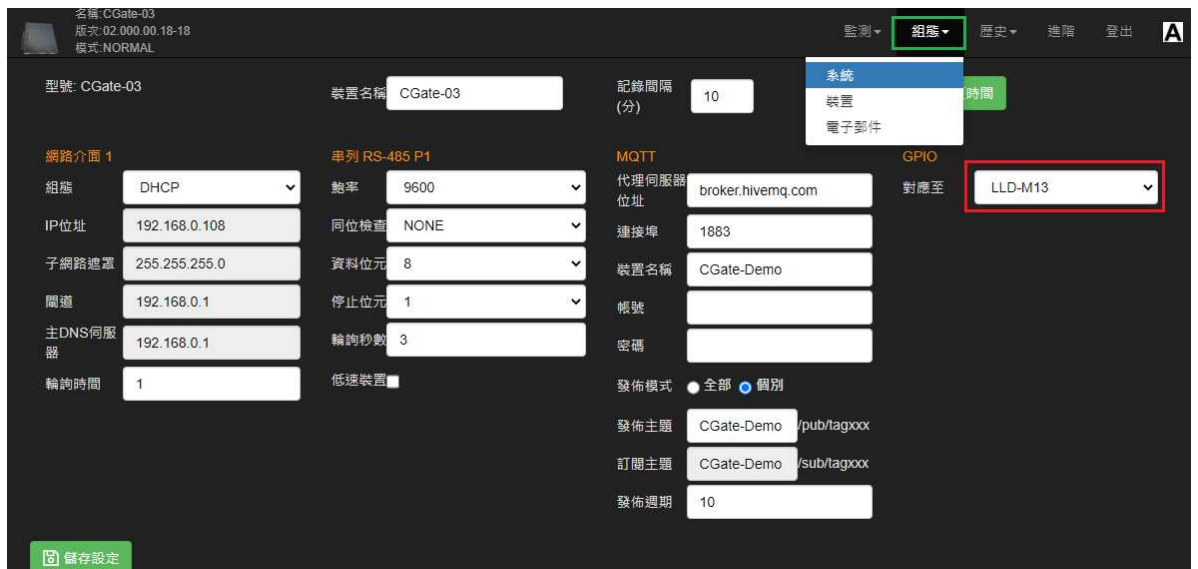 名稱:CGate-03
版次:02.000.00.18-18
模式:NORMAL
監測
組態
歷史
進階
登出
A
系統
裝置
電子郵件
型號: CGate-03
裝置名稱 CGate-03
記錄間隔
(分)
10
時間
網路介面 1
組態 DHCP
IP位址 192.168.0.108
子網路遮罩 255.255.255.0
閘道 192.168.0.1
主DNS伺服
器
192.168.0.1
輪詢時間 1
串列 RS-485 P1
鮑率 9600
同位檢查 NONE
資料位元 8
停止位元 1
輪詢秒數 3
低速裝置
MQTT
代理伺服器
位址
broker.hivemq.com
連接埠 1883
裝置名稱 CGate-Demo
帳號
密碼
發佈模式 全部 個別
發佈主題 CGate-Demo /pub/tagxxx
訂閱主題 CGate-Demo /sub/tagxxx
發佈週期 10
GPIO
對應至 LLD-M13
儲存設定